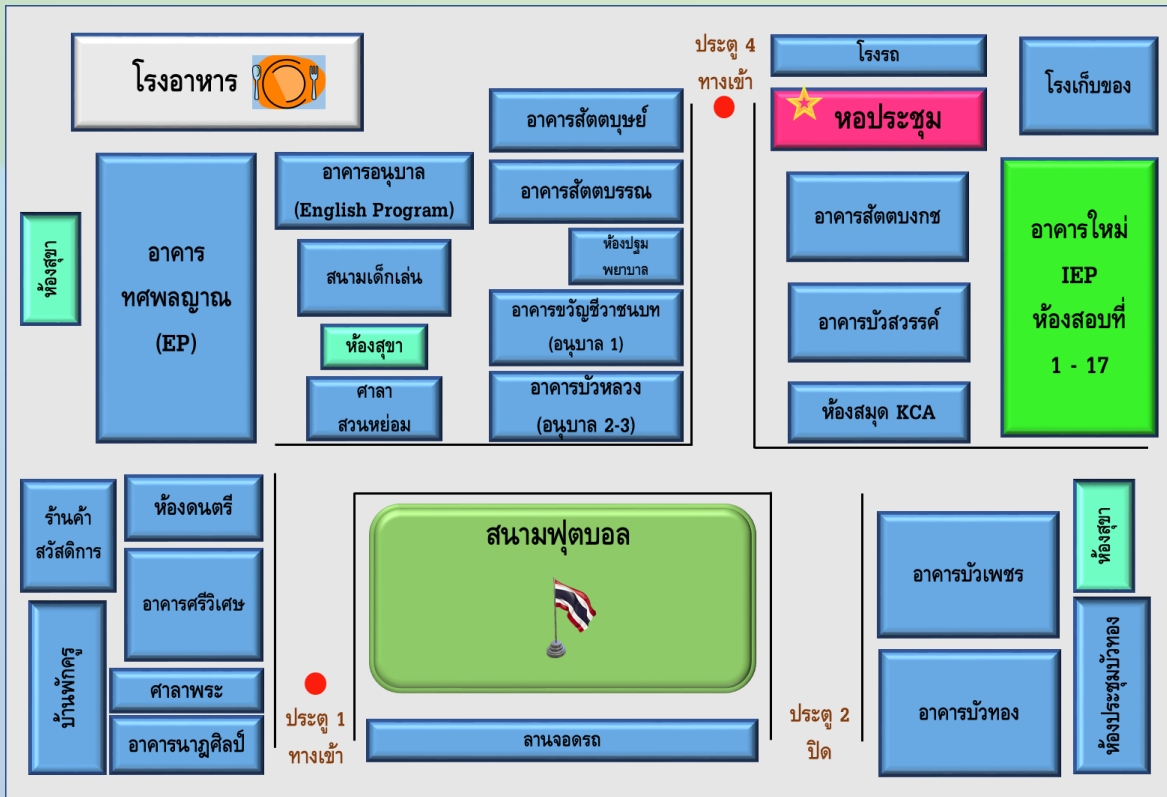 โรงอาหาร
ประตู 4
ทางเข้า
โรงรถ
หอประชุม
โรงเก็บของ
อาคารสัตตบุษย์
อาคารอนุบาล
(English Program)
อาคารสัตตบรรณ
ห้องปฐม
พยาบาล
อาคารสัตตบงกช
อาคารใหม่
IEP
ห้องสอบที่
1 - 17
ห้องสุขา
อาคาร
ทศพลญาณ
(EP)
สนามเด็กเล่น
ห้องสุขา
ศาลา
สวนหย่อม
อาคารขวัญชีวาชนบท
(อนุบาล 1)
อาคารบัวหลวง
(อนุบาล 2-3)
อาคารบัวสวรรค์
ห้องสมุด KCA
ร้านค้า
สวัสดิการ
ห้องดนตรี
อาคารศรีวิเศษ
บ้านพักครู
ศาลาพระ
อาคารนาฎศิลป์
ประตู 1
ทางเข้า
สนามฟุตบอล
ลานจอดรถ
ประตู 2
ปิด
อาคารบัวเพชร
ห้องสุขา
อาคารบัวทอง
ห้องประชุมบัวทอง